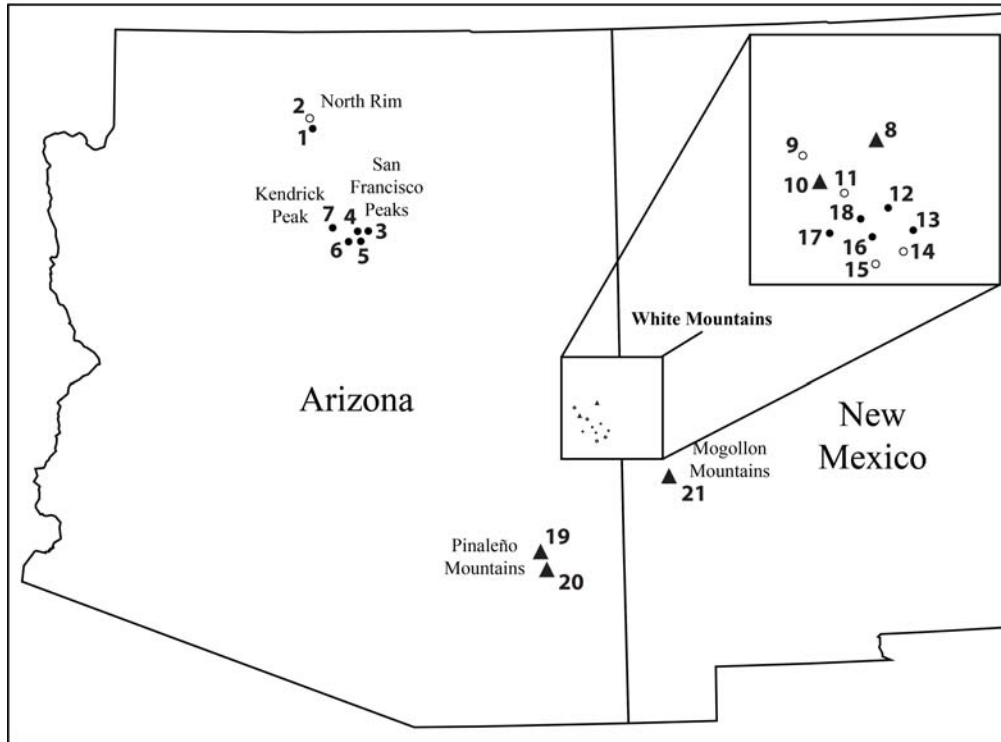 2
North Rim
1
San
Francisco
Peaks
Kendrick
Peak
7
4
3
6
5
8
9
10
11
12
18
13
17
16
14
15
White Mountains
Arizona
New
Mexico
Mogollon
Mountains
21
19
Pinaleño
Mountains
20